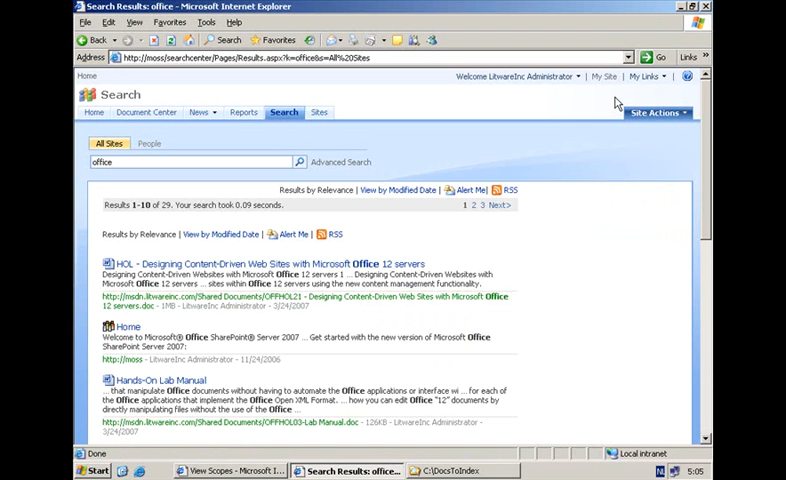 Search Results: office - Microsoft Internet Explorer
File Edit View Favorites Tools Help
Back Search Favorites
Address http://moss/searchcenter/Pages/Results.aspx?k=office&s=All%20Sites Go Links
Home Welcome LitwareInc Administrator My Site My Links
Search
Home Document Center News Reports Search Sites Site Actions
All Sites People
office Advanced Search
Results by Relevance | View by Modified Date | Alert Me | RSS
Results 1-10 of 29. Your search took 0.09 seconds. 1 2 3 Next>
Results by Relevance | View by Modified Date | Alert Me | RSS
HOL - Designing Content-Driven Web Sites with Microsoft Office 12 servers
Designing Content-Driven Websites with Microsoft Office 12 servers 1 ... Designing Content-Driven Websites with
Microsoft Office 12 servers ... sites within Office 12 servers using the new content management functionality.
http://msdn.litwareinc.com/Shared Documents/OFFHOL21 - Designing Content-Driven Web Sites with Microsoft Office
12 servers.doc - 1MB - LitwareInc Administrator - 3/24/2007
Home
Welcome to Microsoft® Office SharePoint® Server 2007 ... Get started with the new version of Microsoft Office
SharePoint Server 2007:
http://moss - LitwareInc Administrator - 11/24/2006
Hands-On Lab Manual
... that manipulate Office documents without having to automate the Office applications or interface wi ... for each of
the Office applications that implement the Office Open XML Format. ... how you can edit Office "12" documents by
directly manipulating files without the use of the Office ...
http://msdn.litwareinc.com/Shared Documents/OFFHOL03-Lab Manual.doc - 126KB - LitwareInc Administrator -
3/24/2007
Done Local intranet
Start View Scopes - Microsoft I... Search Results: office... C:\DocsToIndex NL 5:05